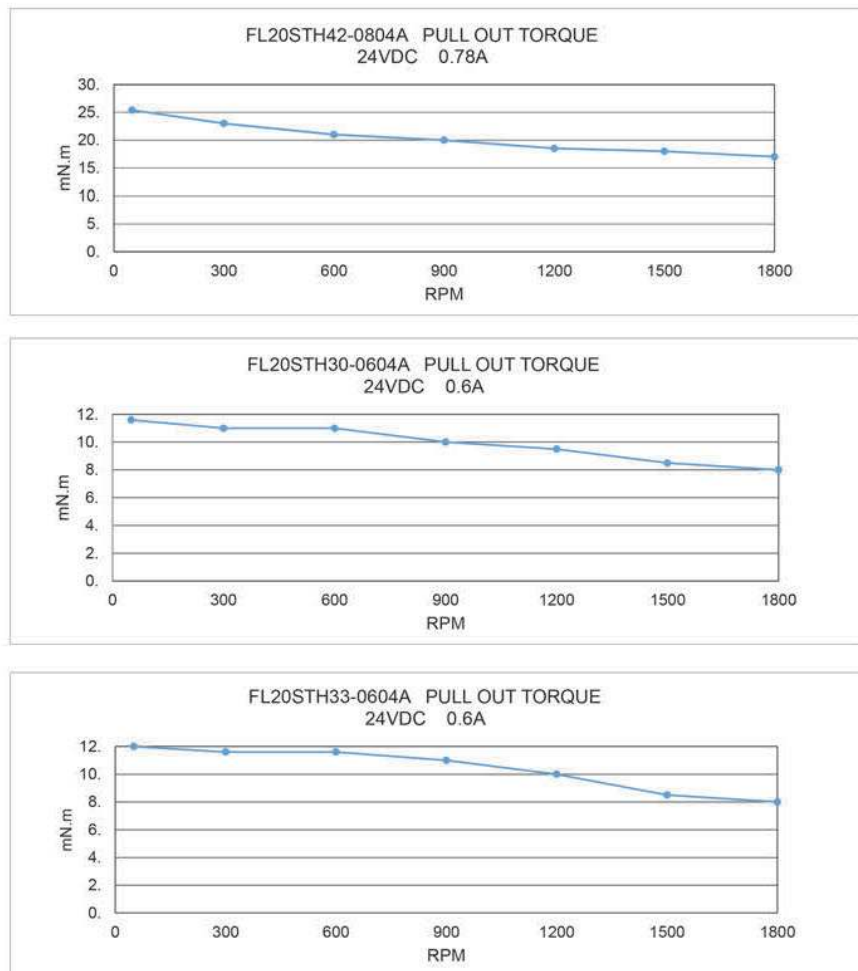 FL20STH42-0804A PULL OUT TORQUE
24VDC 0.78A
30.
25.
20.
15.
10.
5.
0.
mN.m
0 300 600 900 1200 1500 1800
RPM
FL20STH30-0604A PULL OUT TORQUE
24VDC 0.6A
12.
10.
8.
6.
4.
2.
0.
mN.m
0 300 600 900 1200 1500 1800
RPM
FL20STH33-0604A PULL OUT TORQUE
24VDC 0.6A
12.
10.
8.
6.
4.
2.
0.
mN.m
0 300 600 900 1200 1500 1800
RPM